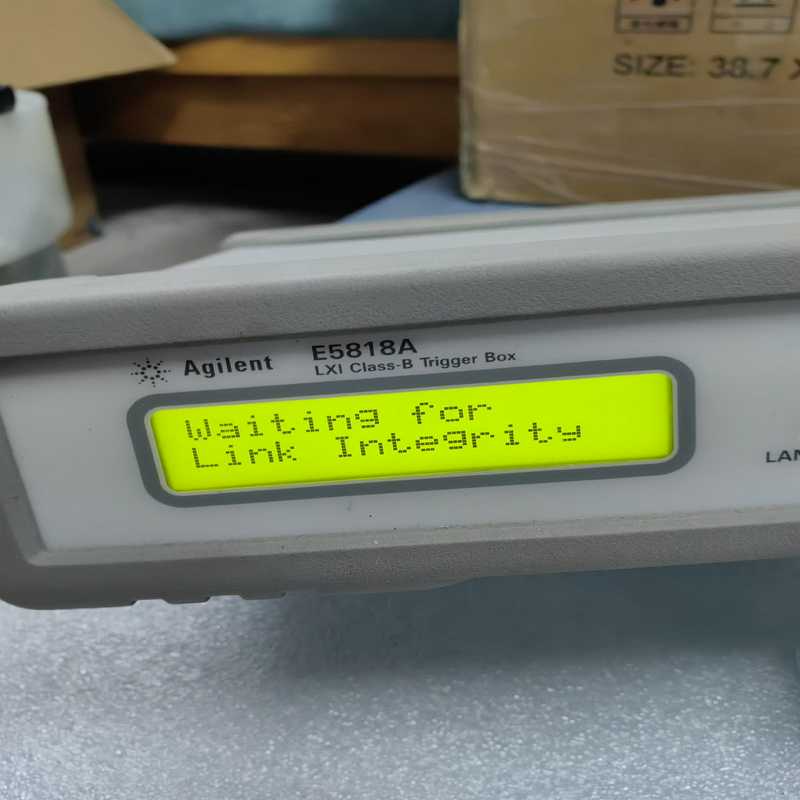 SIZE: 38.7 X
Agilent
E5818A
LXI Class-B Trigger Box
Waiting for
Link Integrity
LAN